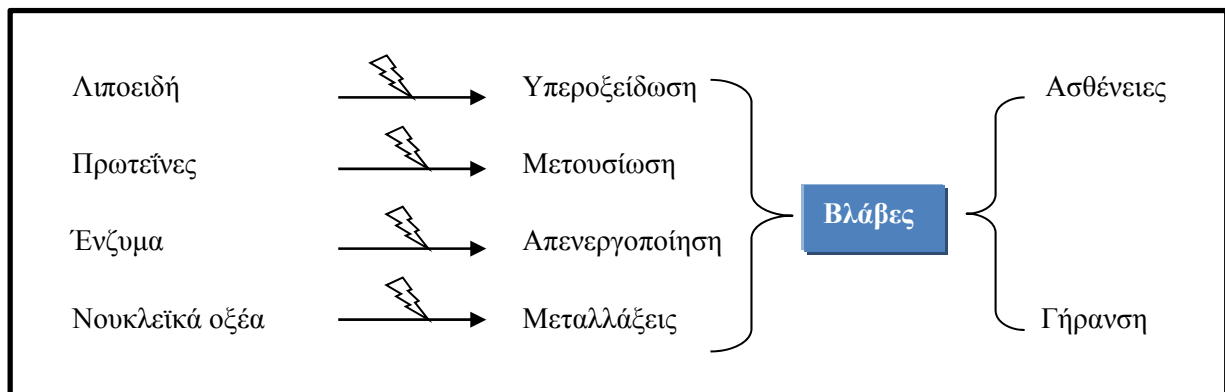 Λιποειδή
Υπεροξείδωση
Ασθένειες
Πρωτεΐνες
Μετουσίωση
Βλάβες
Ένζυμα
Απενεργοποίηση
Νουκλεϊκά οξέα
Μεταλλάξεις
Γήρανση